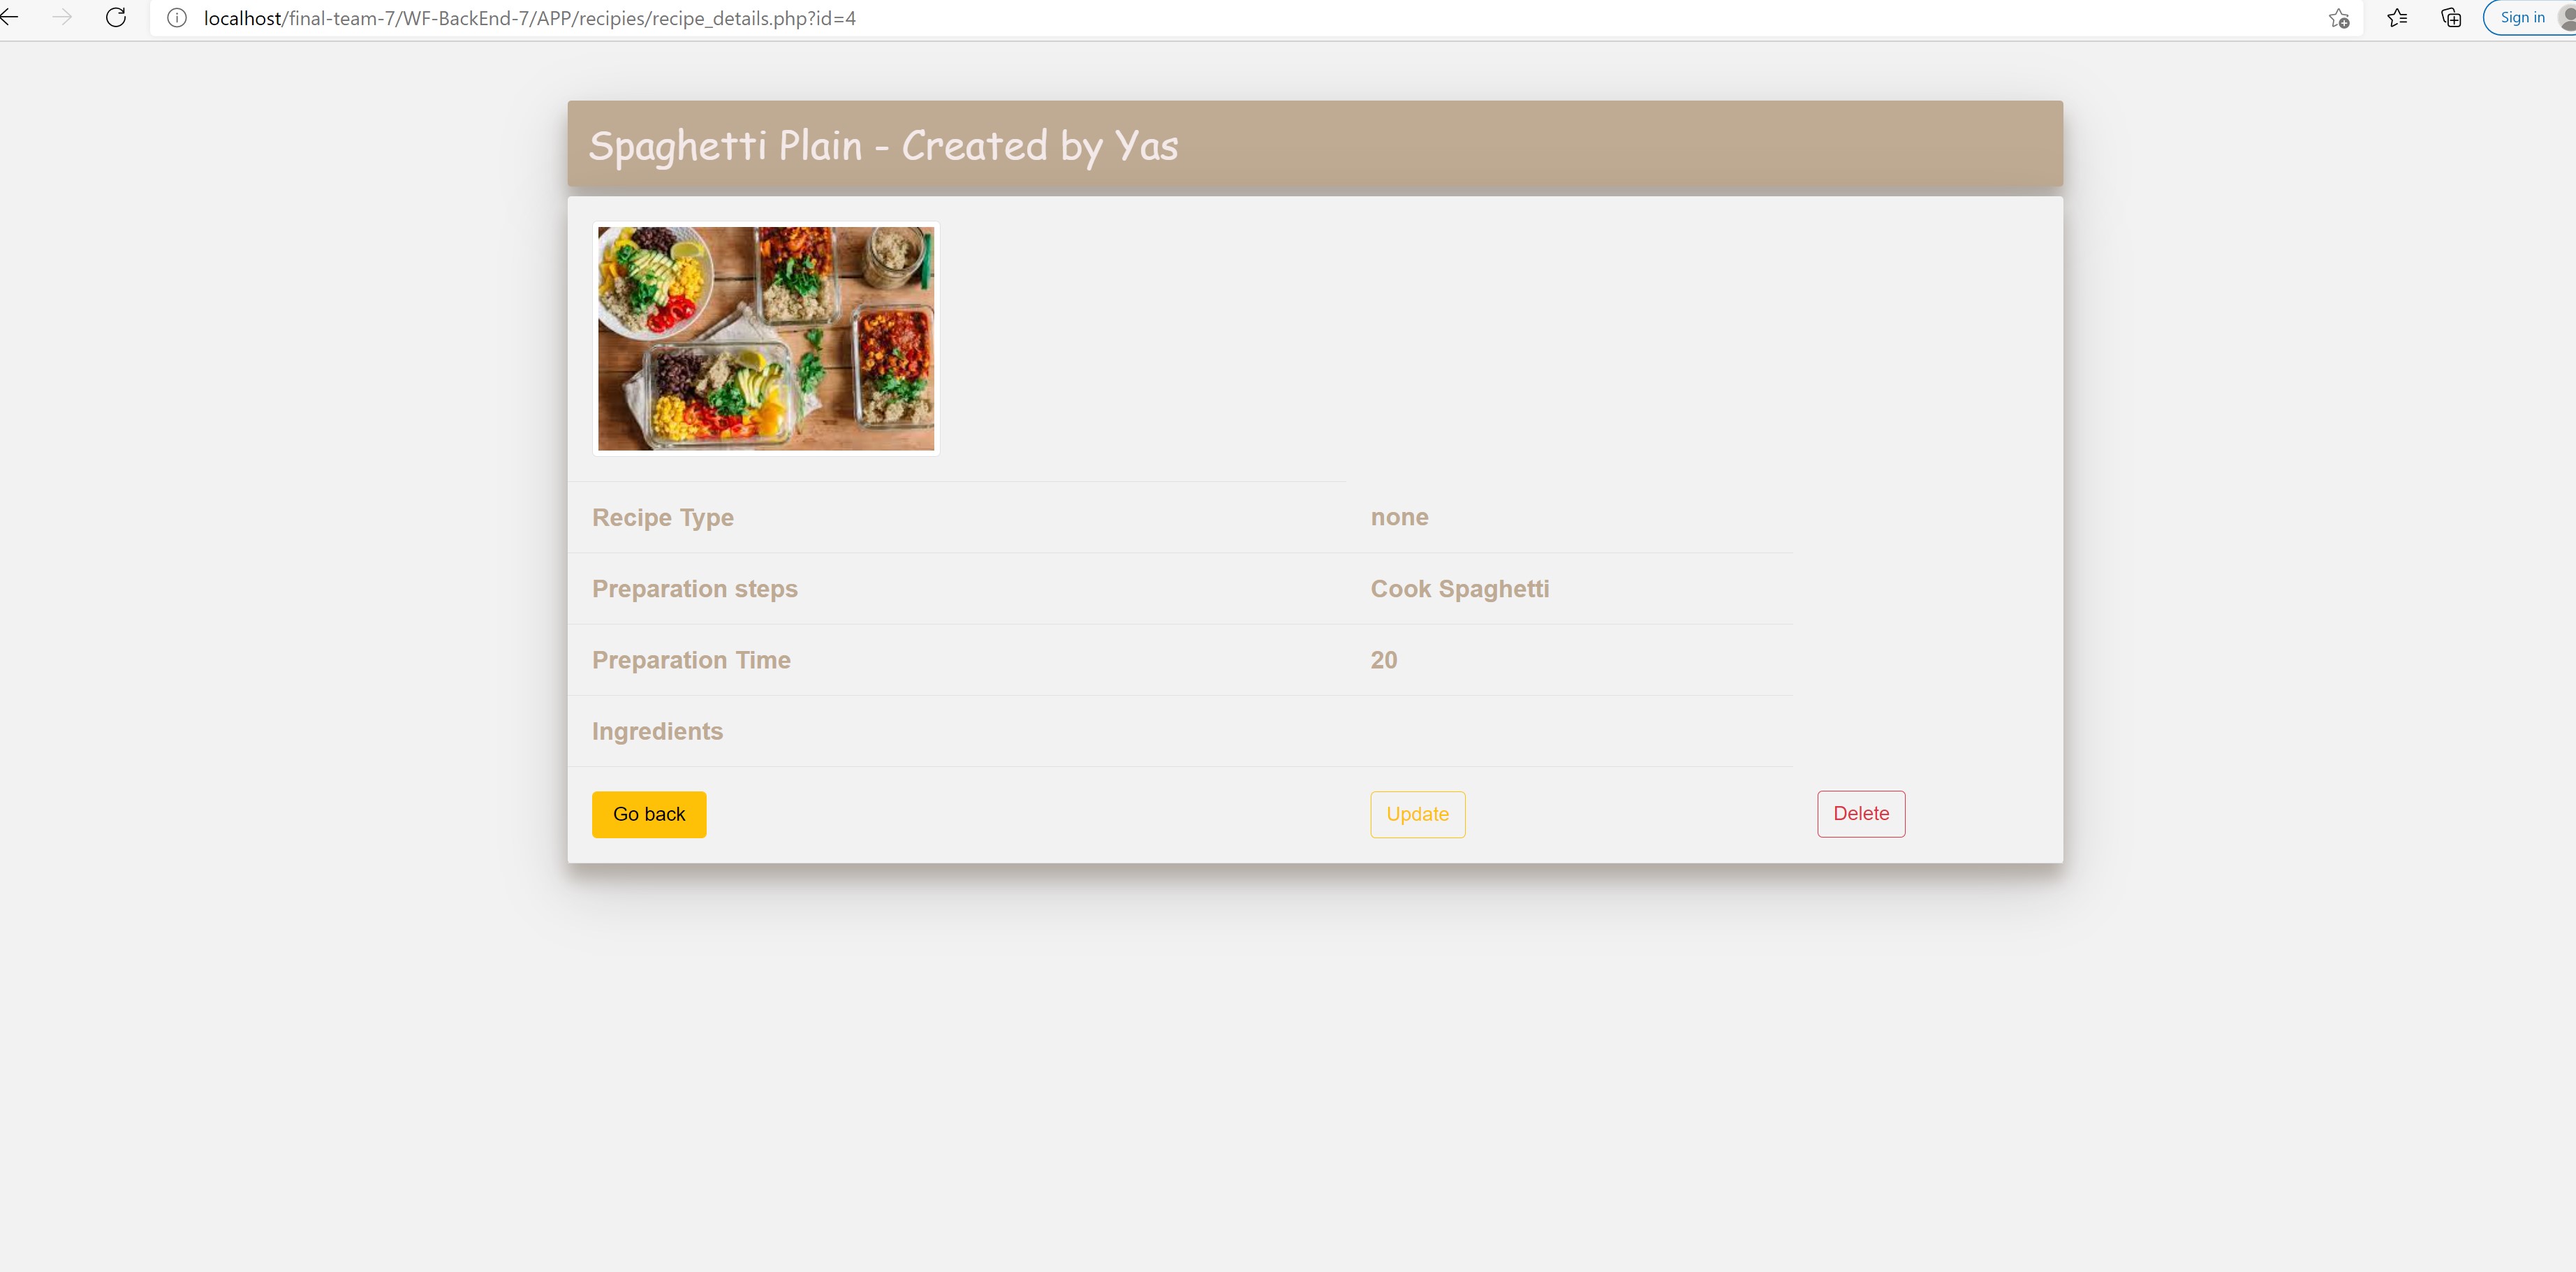 localhost/final-team-7/WF-BackEnd-7/APP/recipies/recipe_details.php?id=4
Sign in
Spaghetti Plain - Created by Yas
Recipe Type none
Preparation steps Cook Spaghetti
Preparation Time 20
Ingredients
Go back Update Delete